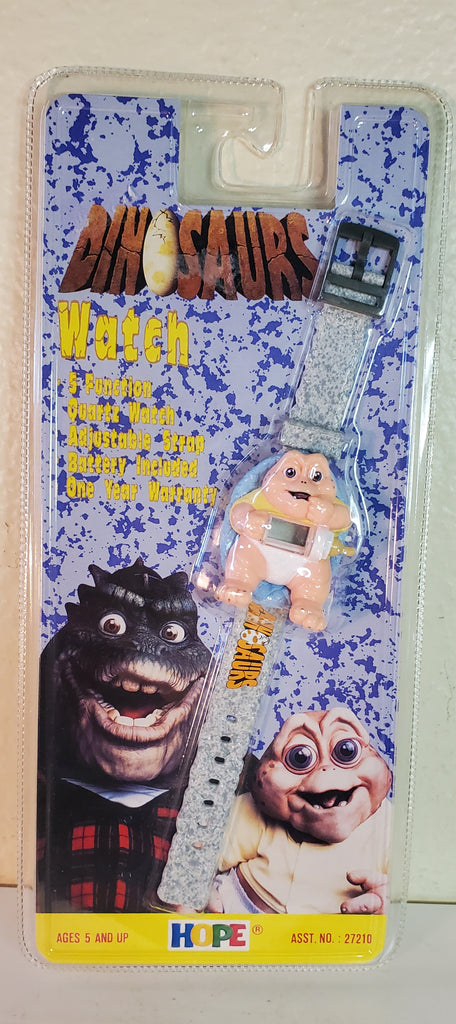 DINOSAURS
Watch
· 5-Function
Quartz Watch
Adjustable Strap
Battery Included
One Year Warranty
DINOSAURS
AGES 5 AND UP
HOPE ®
ASST. NO. : 27210